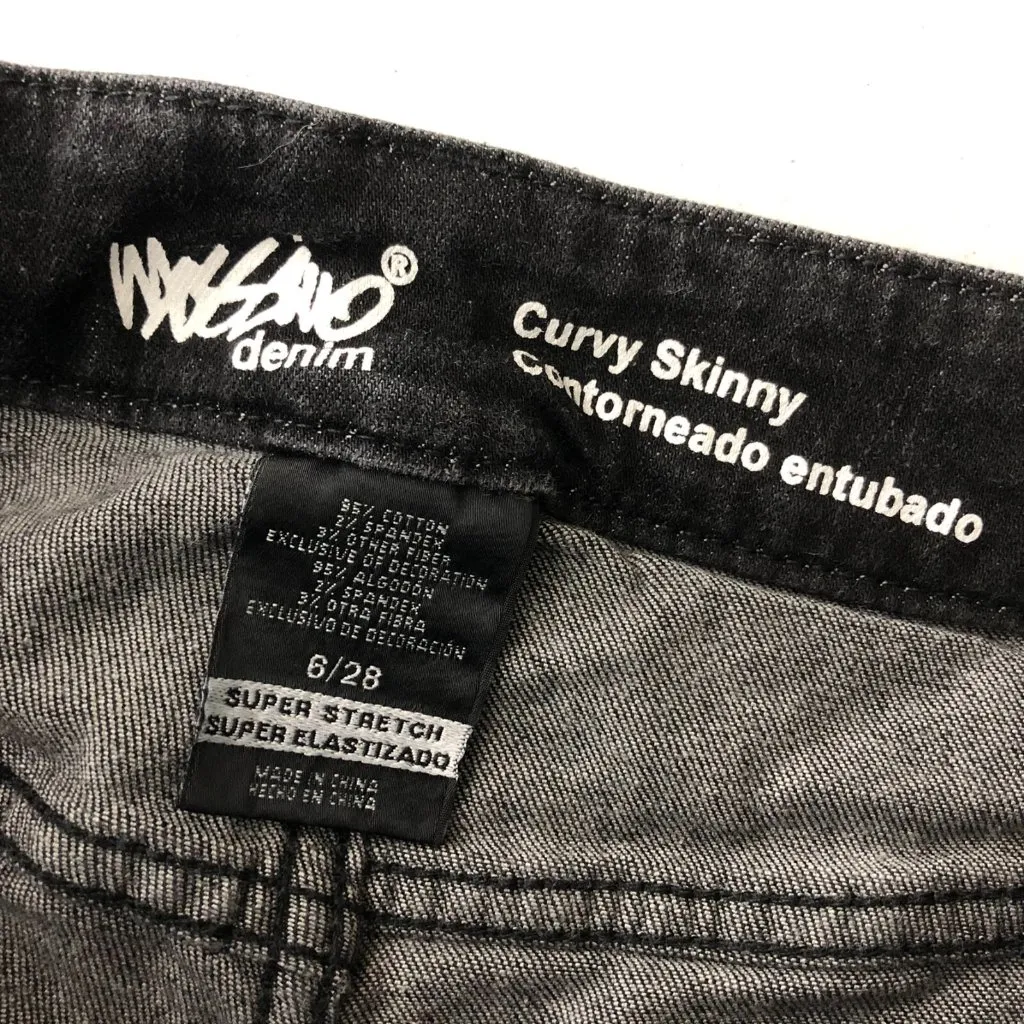 MOSSIMO®
denim
Curvy Skinny
Contorneado entubado
95% COTTON
2% SPANDEX
3% OTHER FIBER
EXCLUSIVE OF DECORATION
95% ALGODON
2% SPANDEX
3% OTRA FIBRA
EXCLUSIVO DE DECORACIÓN
6/28
SUPER STRETCH
SUPER ELASTIZADO
MADE IN CHINA
HECHO EN CHINA